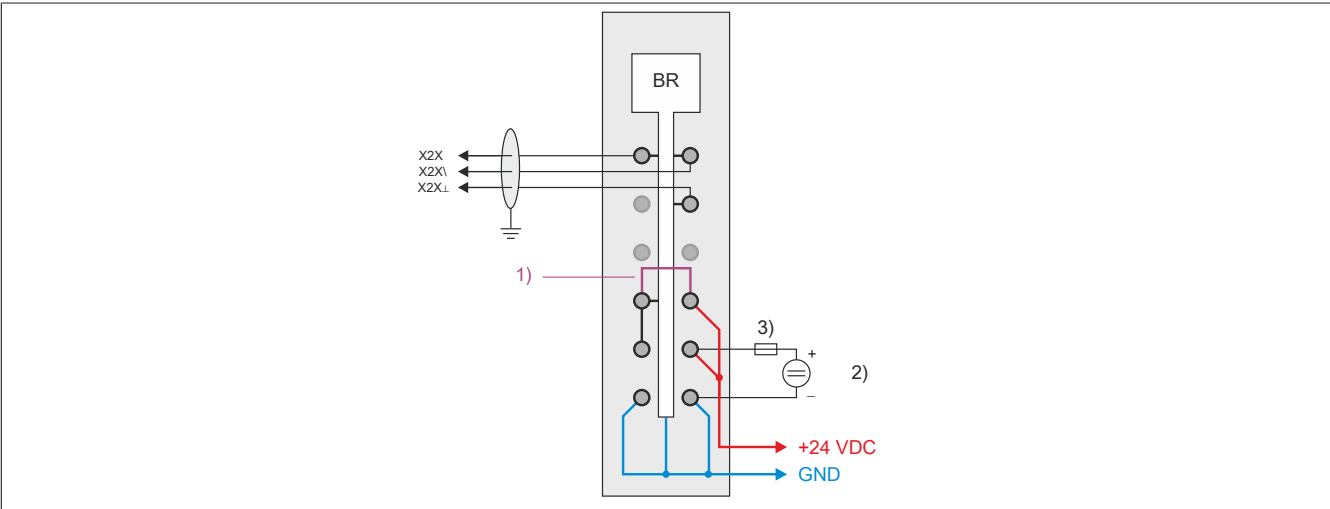 BR
X2X
X2X\
X2X⊥
1)
3)
+
2)
–
+24 VDC
GND